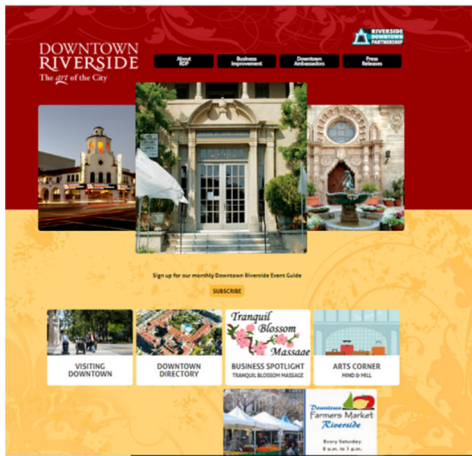 RIVERSIDE
DOWNTOWN
PARTNERSHIP
DOWNTOWN
RIVERSIDE
The art of the City
About
RDP
Business
Improvement
Downtown
Ambassadors
Press
Releases
Sign up for our monthly Downtown Riverside Event Guide
SUBSCRIBE
Tranquil
Blossom
Massage
VISITING
DOWNTOWN
DOWNTOWN
DIRECTORY
BUSINESS SPOTLIGHT
TRANQUIL BLOSSOM MASSAGE
ARTS CORNER
MIND & MILL
Downtown
Farmers Market
Riverside
Every Saturday
8 a.m. to 1 p.m.